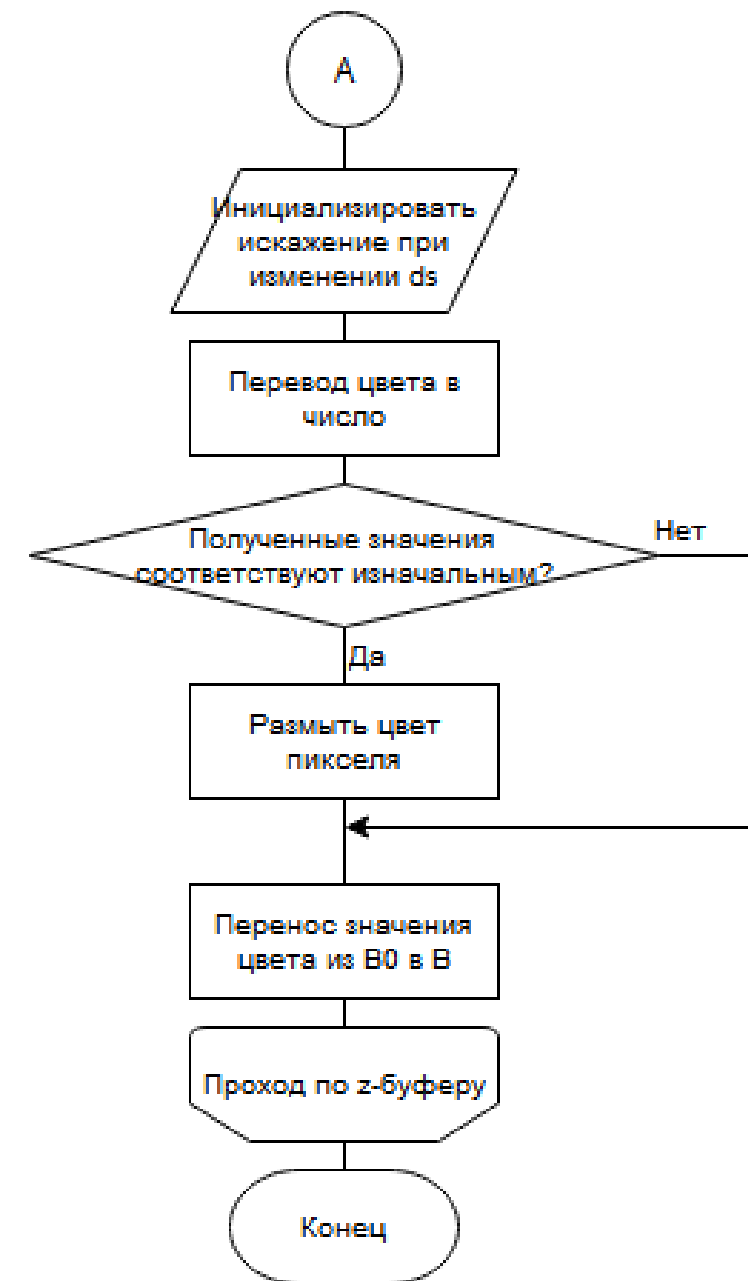 А
Инициализировать
искажение при
изменении ds
Перевод цвета в
число
Полученные значения
соответствуют изначальным?
Нет
Да
Размыть цвет
пикселя
Перенос значения
цвета из B0 в B
Проход по z-буферу
Конец